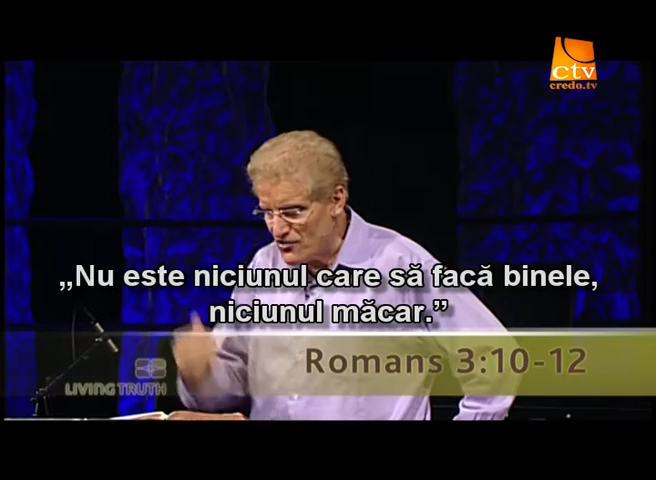 ctv
credo.tv
„Nu este niciunul care să facă binele,
niciunul măcar.”
Romans 3:10-12
LIVING TRUTH